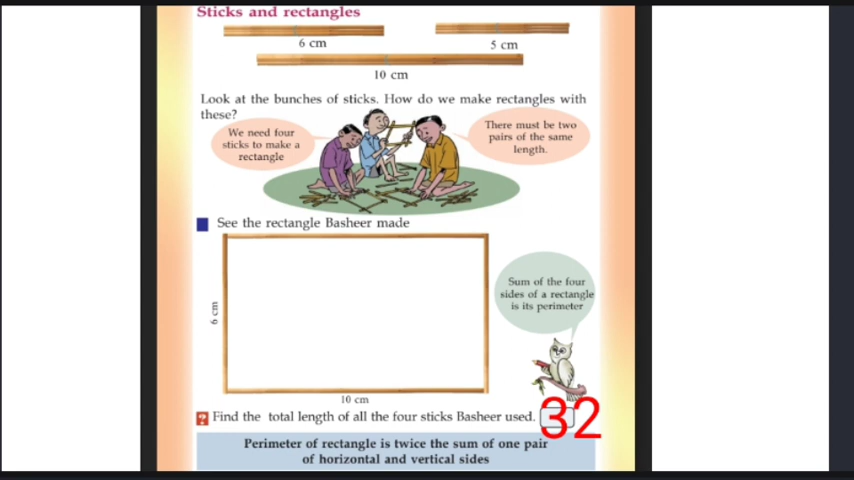 Sticks and rectangles
6 cm
5 cm
10 cm
Look at the bunches of sticks. How do we make rectangles with
these?
We need four
sticks to make a
rectangle
There must be two
pairs of the same
length.
See the rectangle Basheer made
6 cm
Sum of the four
sides of a rectangle
is its perimeter
10 cm
? Find the total length of all the four sticks Basheer used. 32
Perimeter of rectangle is twice the sum of one pair
of horizontal and vertical sides